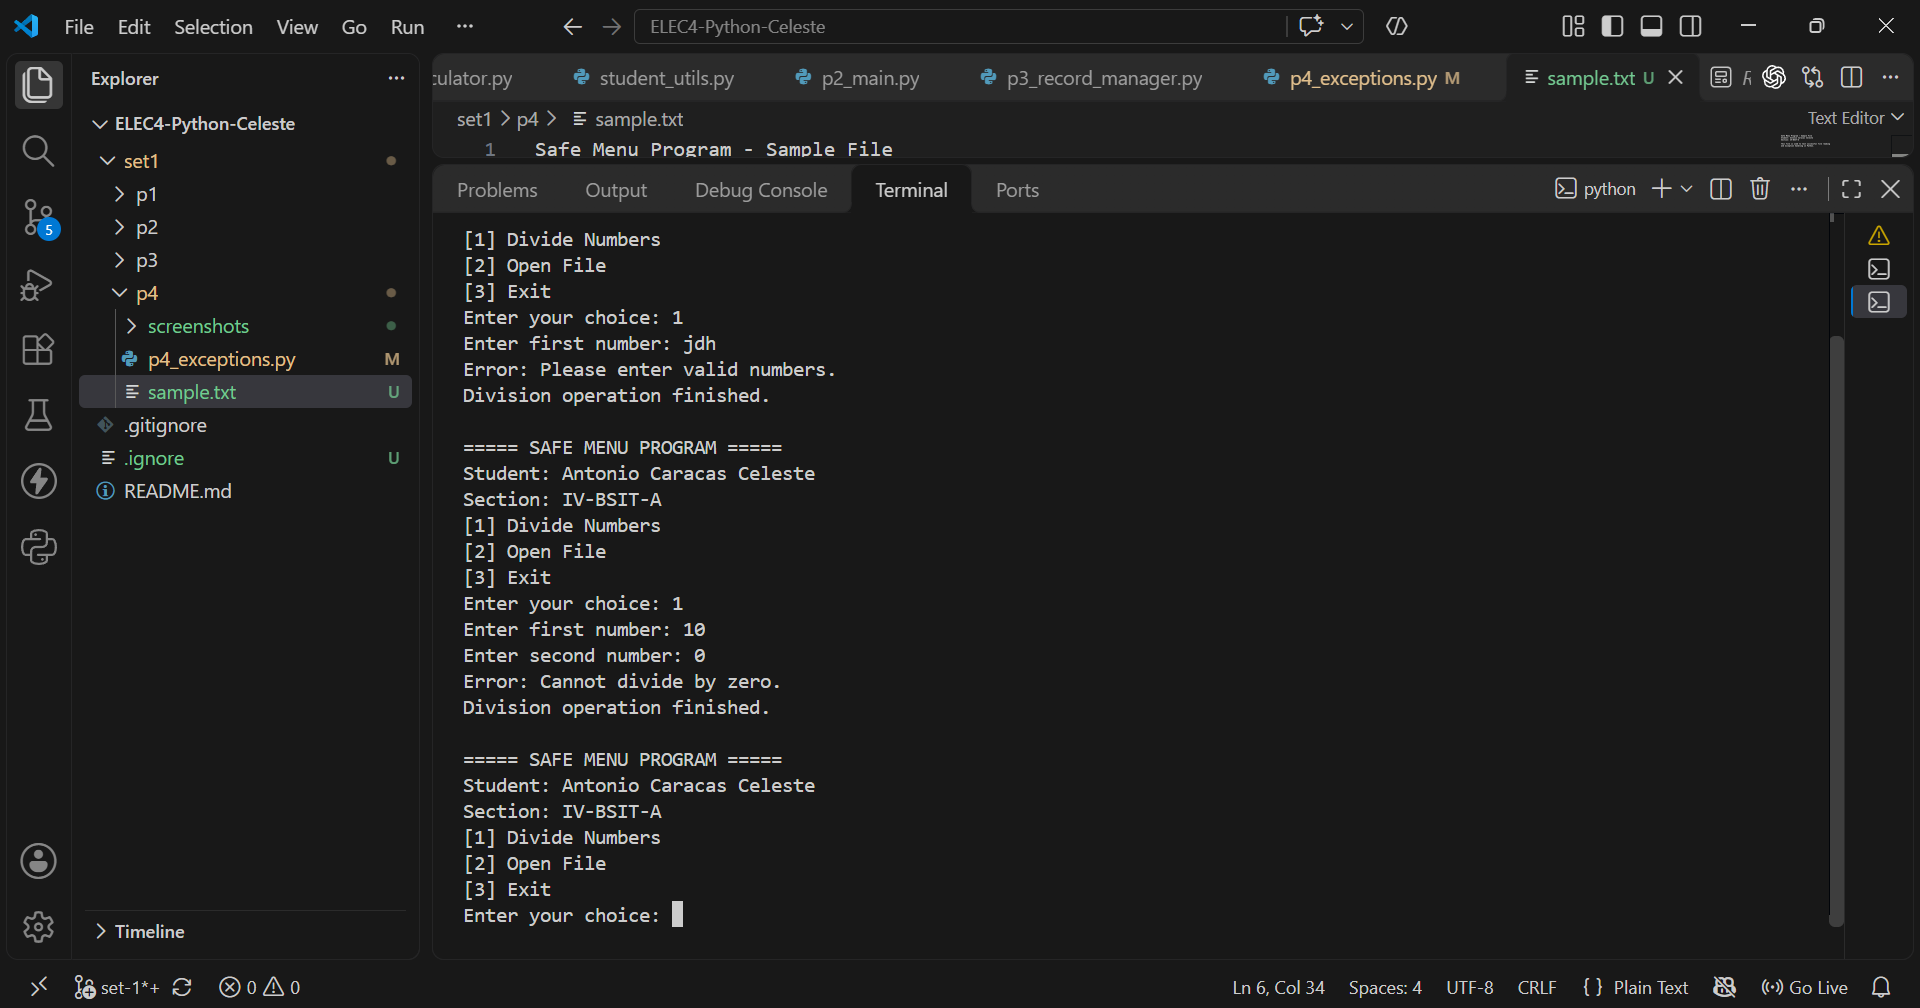 File Edit Selection View Go Run ELEC4-Python-Celeste
Explorer
ELEC4-Python-Celeste
set1
p1
p2
p3
p4
screenshots
p4_exceptions.py M
sample.txt U
.gitignore
.ignore U
README.md
Timeline
5
culator.py student_utils.py p2_main.py p3_record_manager.py p4_exceptions.py M sample.txt U
set1 > p4 > sample.txt Text Editor
1 Safe Menu Program - Sample File
Problems Output Debug Console Terminal Ports python
[1] Divide Numbers
[2] Open File
[3] Exit
Enter your choice: 1
Enter first number: jdh
Error: Please enter valid numbers.
Division operation finished.
===== SAFE MENU PROGRAM =====
Student: Antonio Caracas Celeste
Section: IV-BSIT-A
[1] Divide Numbers
[2] Open File
[3] Exit
Enter your choice: 1
Enter first number: 10
Enter second number: 0
Error: Cannot divide by zero.
Division operation finished.
===== SAFE MENU PROGRAM =====
Student: Antonio Caracas Celeste
Section: IV-BSIT-A
[1] Divide Numbers
[2] Open File
[3] Exit
Enter your choice:
set-1*+ 0 0 Ln 6, Col 34 Spaces: 4 UTF-8 CRLF { } Plain Text Go Live